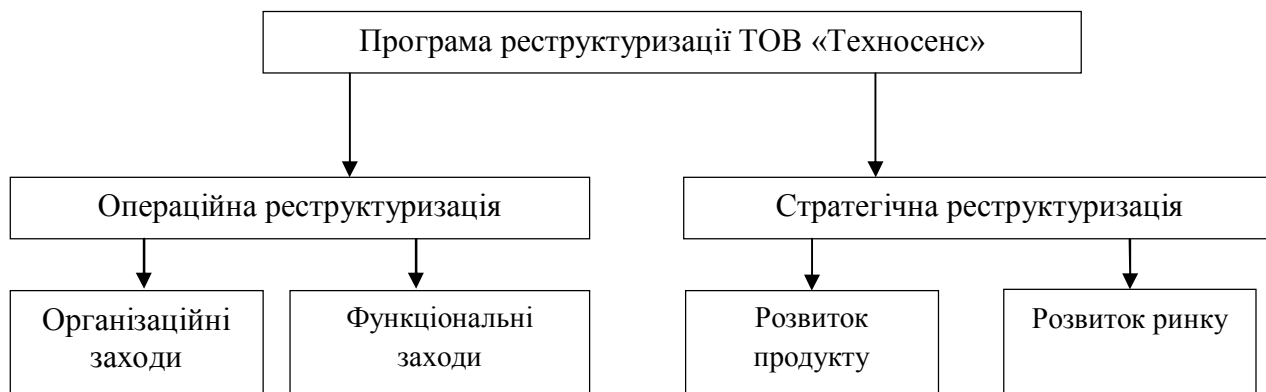 Програма реструктуризації ТОВ «Техносенс»
Операційна реструктуризація
Стратегічна реструктуризація
Організаційні
заходи
Функціональні
заходи
Розвиток
продукту
Розвиток ринку